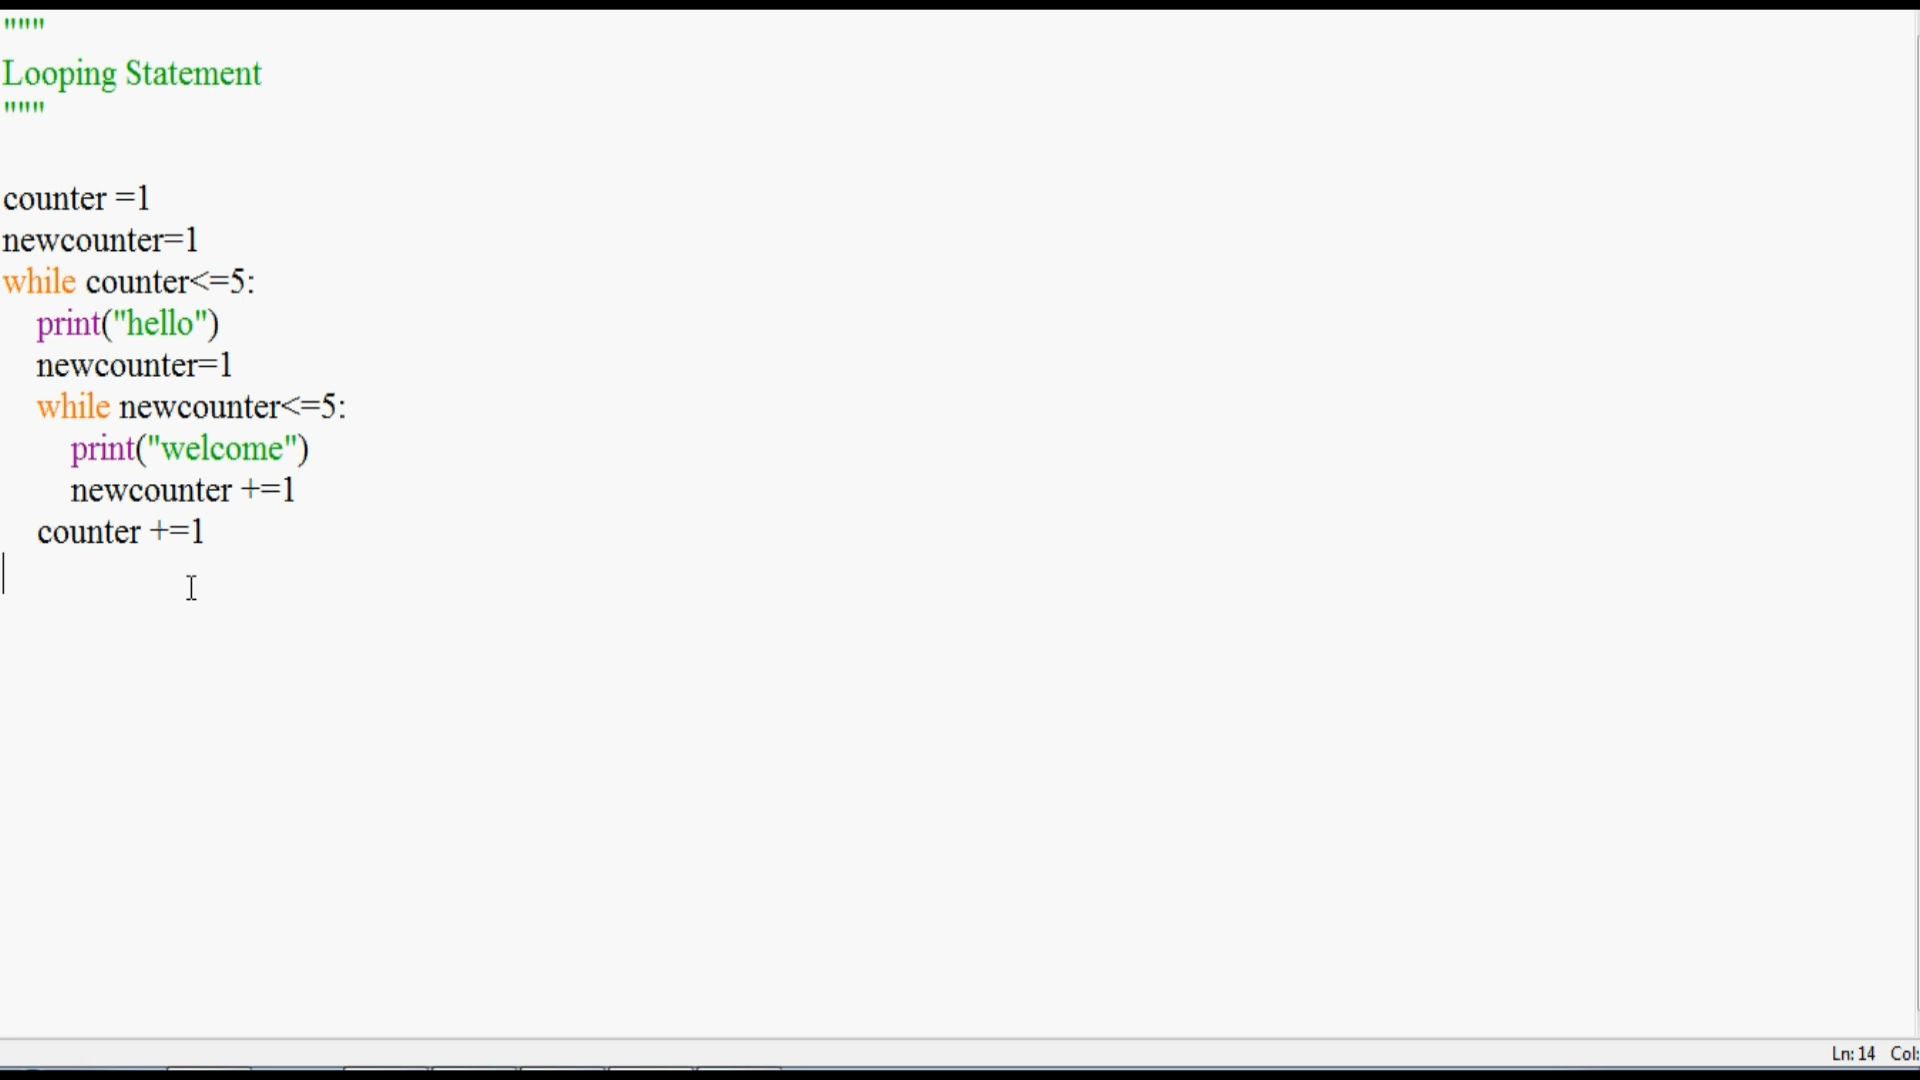 """
Looping Statement
"""
counter =1
newcounter=1
while counter<=5:
    print("hello")
    newcounter=1
    while newcounter<=5:
        print("welcome")
        newcounter +=1
    counter +=1
Ln: 14 Col: